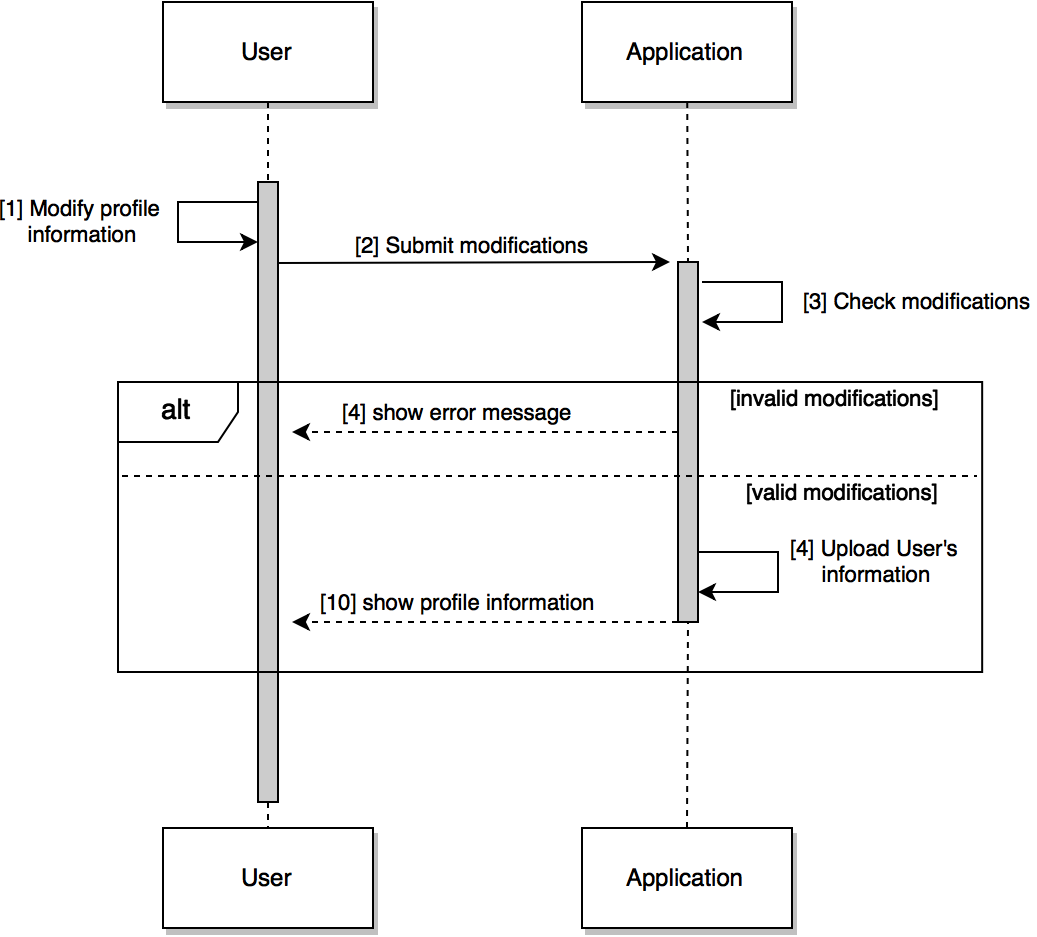 User
Application
[1] Modify profile
information
[2] Submit modifications
[3] Check modifications
alt
[invalid modifications]
[4] show error message
[valid modifications]
[4] Upload User's
information
[10] show profile information
User
Application